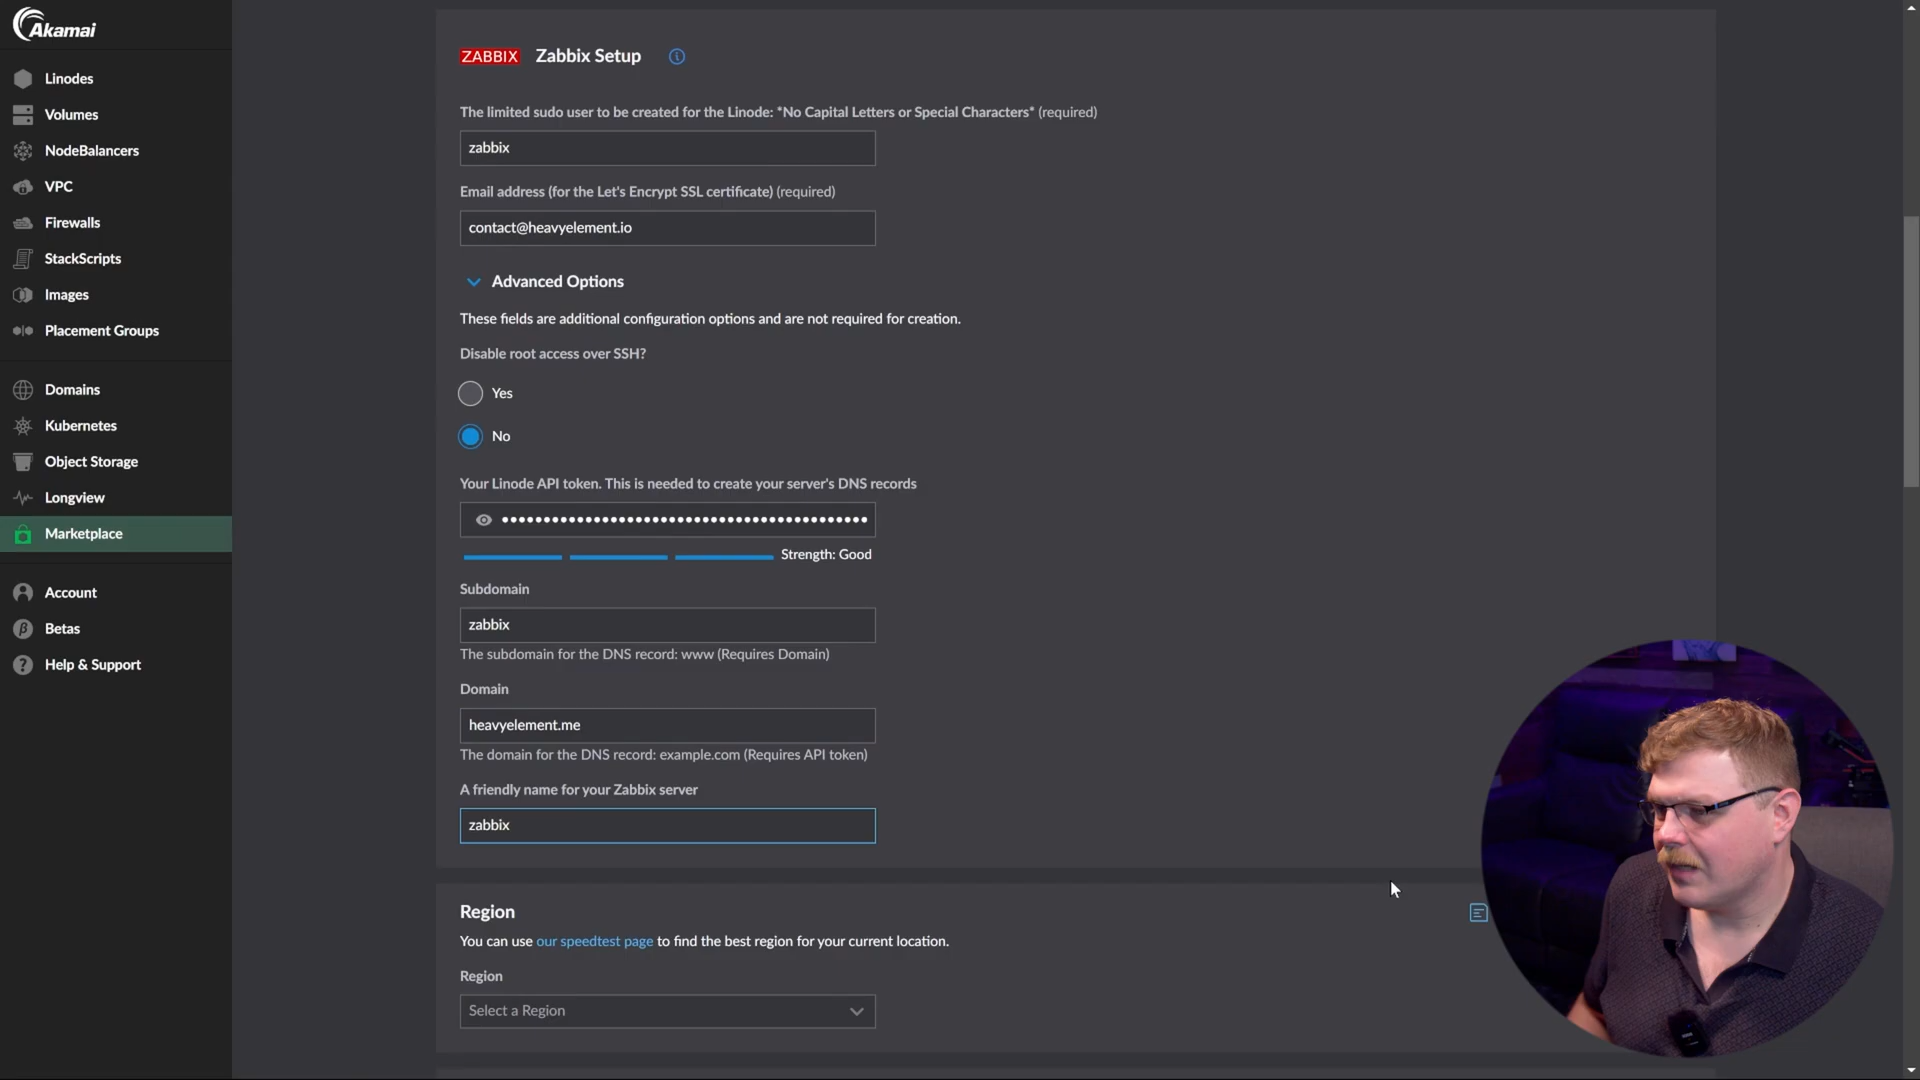 Akamai
Linodes
Volumes
NodeBalancers
VPC
Firewalls
StackScripts
Images
Placement Groups
Domains
Kubernetes
Object Storage
Longview
Marketplace
Account
Betas
Help & Support
ZABBIX Zabbix Setup
The limited sudo user to be created for the Linode: *No Capital Letters or Special Characters* (required)
zabbix
Email address (for the Let's Encrypt SSL certificate) (required)
contact@heavyelement.io
Advanced Options
These fields are additional configuration options and are not required for creation.
Disable root access over SSH?
Yes
No
Your Linode API token. This is needed to create your server's DNS records
Strength: Good
Subdomain
zabbix
The subdomain for the DNS record: www (Requires Domain)
Domain
heavyelement.me
The domain for the DNS record: example.com (Requires API token)
A friendly name for your Zabbix server
zabbix
Region
You can use our speedtest page to find the best region for your current location.
Region
Select a Region